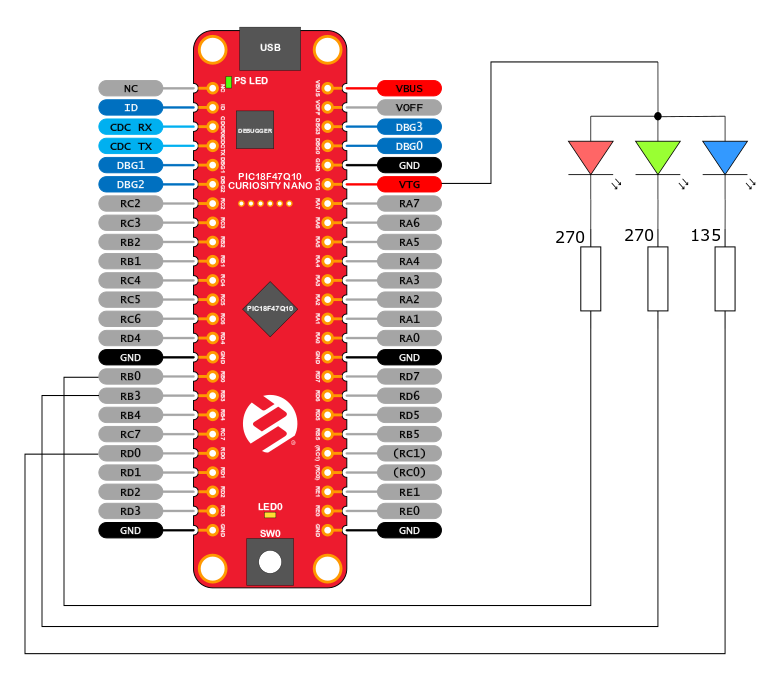 USB
PS LED
DEBUGGER
PIC18F47Q10
CURIOSITY NANO
PIC18F47Q10
LED0
SW0
®
NC
ID
CDC RX
CDC TX
DBG1
DBG2
RC2
RC3
RB2
RB1
RC4
RC5
RC6
RD4
GND
RB0
RB3
RB4
RC7
RD0
RD1
RD2
RD3
GND
VBUS
VOFF
DBG3
DBG0
GND
VTG
RA7
RA6
RA5
RA4
RA3
RA2
RA1
RA0
GND
RD7
RD6
RD5
RB5
(RC1)
(RC0)
RE1
RE0
GND
270
270
135